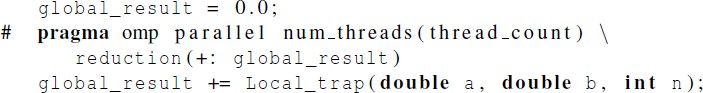 global_result = 0.0;
# pragma omp parallel num_threads(thread_count) \
reduction(+: global_result)
global_result += Local_trap(double a, double b, int n);